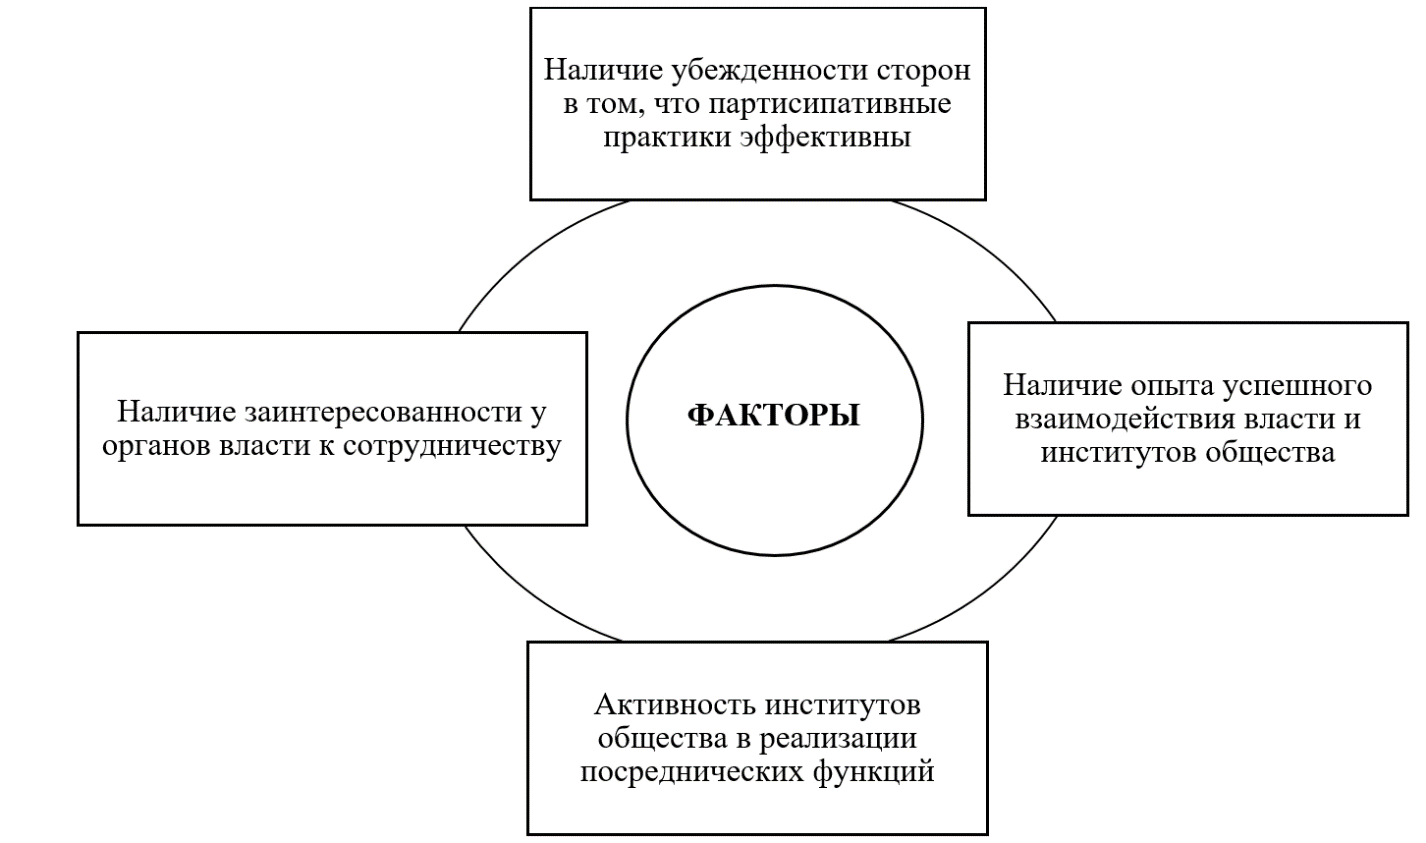 Наличие убежденности сторон
в том, что партисипативные
практики эффективны
Наличие заинтересованности у
органов власти к сотрудничеству
ФАКТОРЫ
Наличие опыта успешного
взаимодействия власти и
институтов общества
Активность институтов
общества в реализации
посреднических функций